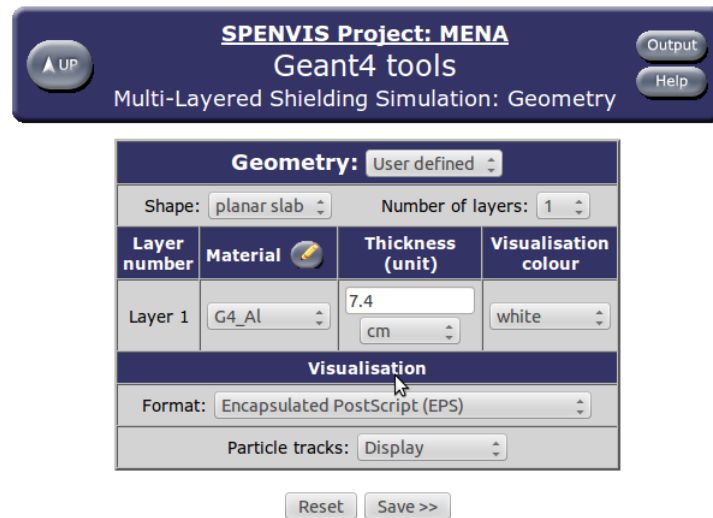 SPENVIS Project: MENA
UP
Geant4 tools
Output
Help
Multi-Layered Shielding Simulation: Geometry
Geometry: User defined
Shape: planar slab Number of layers: 1
Layer number Material Thickness (unit) Visualisation colour
Layer 1 G4_Al 7.4 cm white
Visualisation
Format: Encapsulated PostScript (EPS)
Particle tracks: Display
Reset Save >>